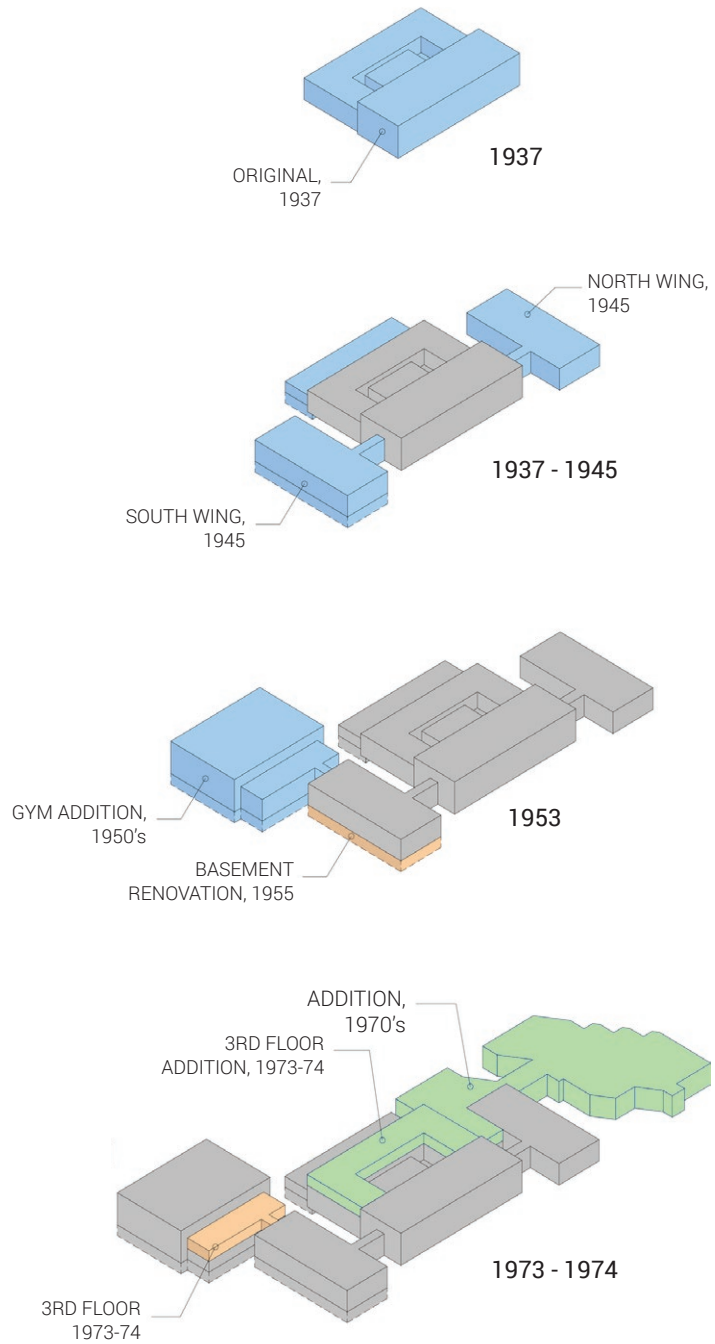 1937
ORIGINAL,
1937
NORTH WING,
1945
1937 - 1945
SOUTH WING,
1945
GYM ADDITION,
1950's
1953
BASEMENT
RENOVATION, 1955
ADDITION,
1970's
3RD FLOOR
ADDITION, 1973-74
1973 - 1974
3RD FLOOR
1973-74